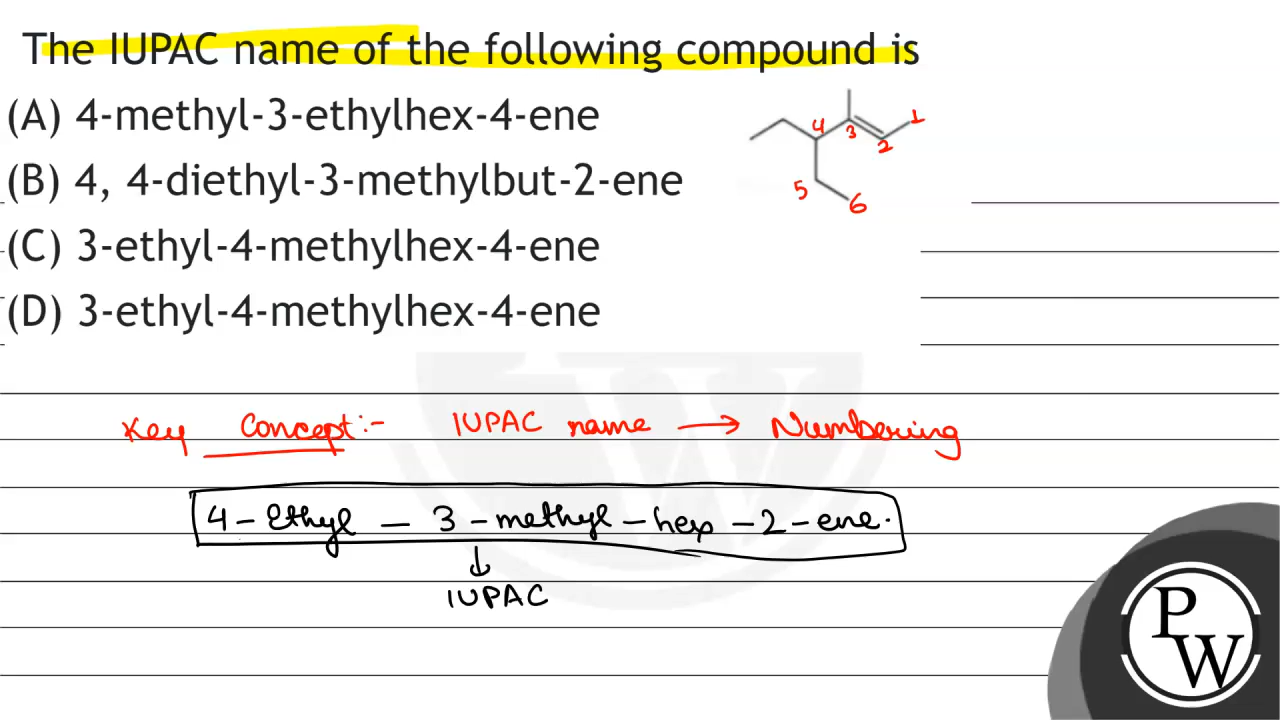 The IUPAC name of the following compound is
(A) 4-methyl-3-ethylhex-4-ene
(B) 4, 4-diethyl-3-methylbut-2-ene
(C) 3-ethyl-4-methylhex-4-ene
(D) 3-ethyl-4-methylhex-4-ene
4 3 2 1
5 6
Key Concept:- IUPAC name → Numbering
4 - Ethyl - 3 - methyl - hex - 2 - ene.
↓
IUPAC
P
W